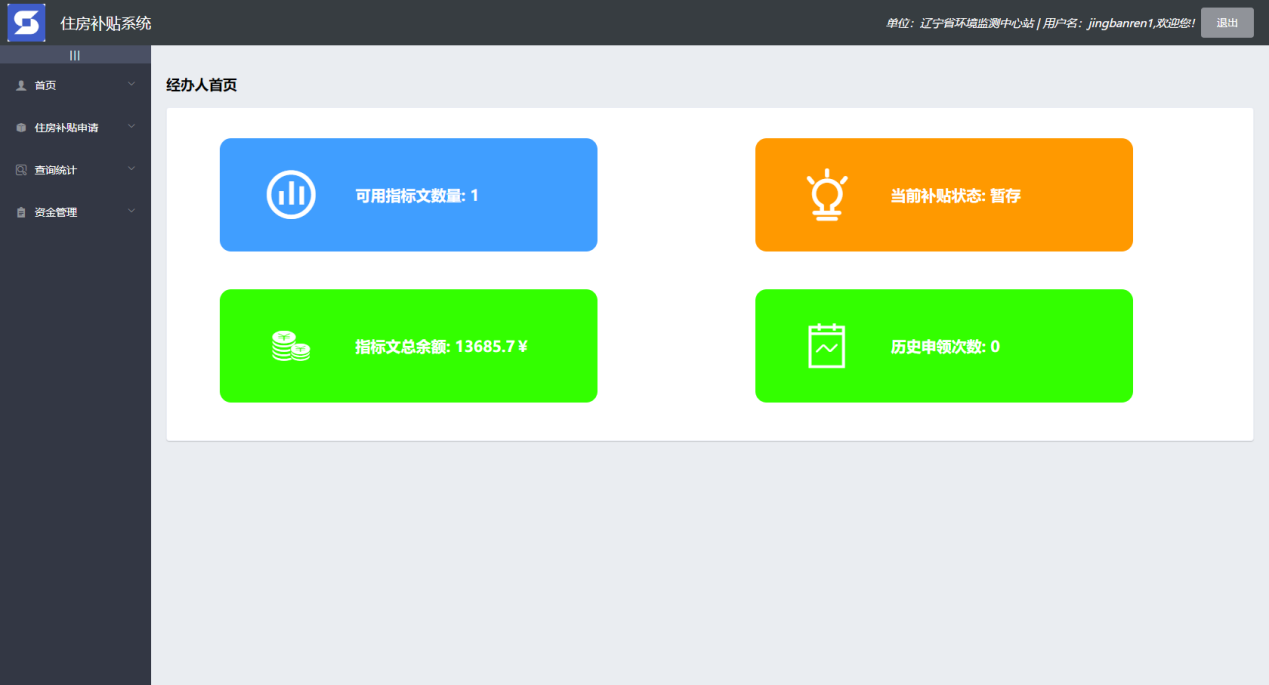 住房补贴系统
单位：辽宁省环境监测中心站 | 用户名：jingbanren1,欢迎您!
退出
首页
住房补贴申请
查询统计
资金管理
经办人首页
可用指标文数量: 1
当前补贴状态: 暂存
指标文总余额: 13685.7 ¥
历史申领次数: 0